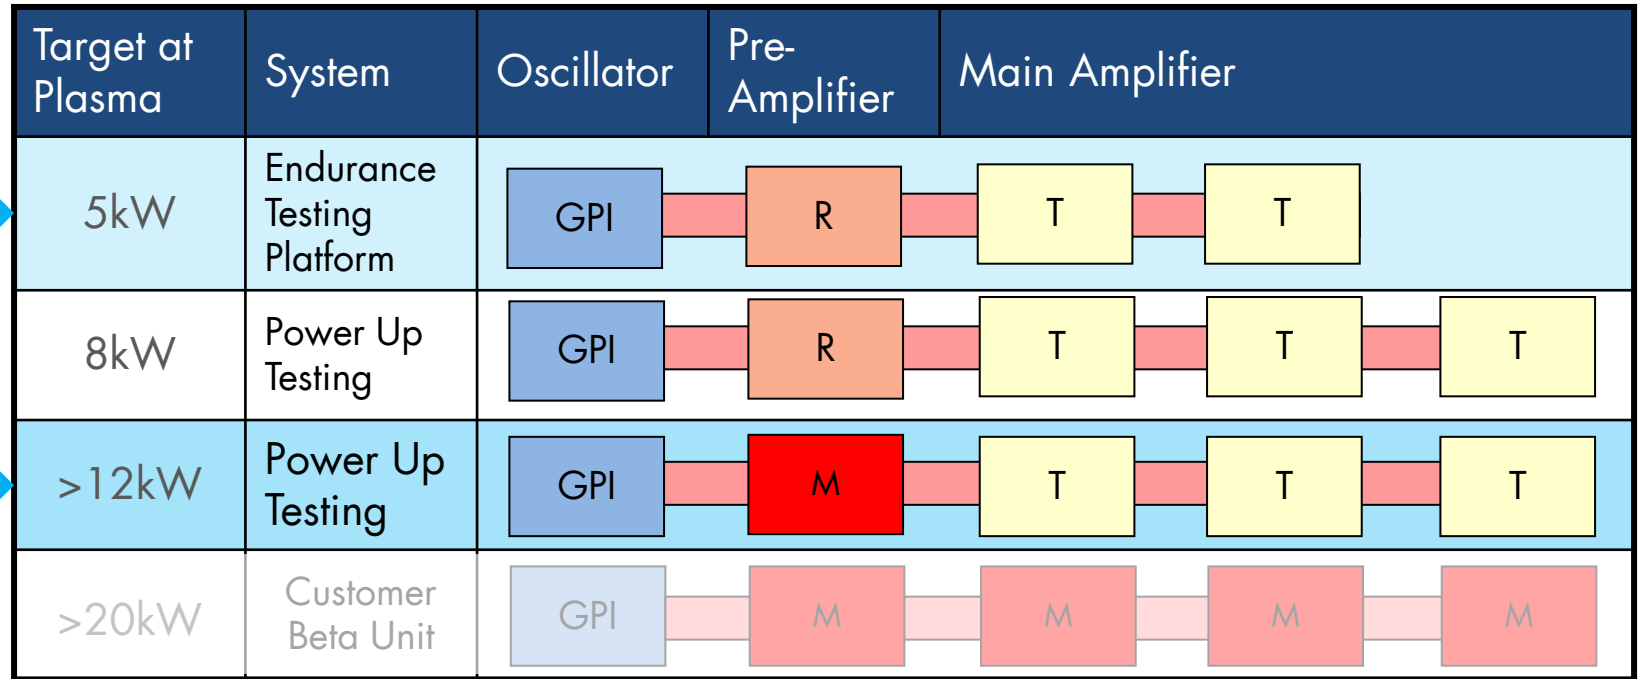 Target at
Plasma
System
Oscillator
Pre-
Amplifier
Main Amplifier
5kW
Endurance
Testing
Platform
GPI R T T
8kW
Power Up
Testing
GPI R T T T
>12kW
Power Up
Testing
GPI M T T T
>20kW
Customer
Beta Unit
GPI M M M M